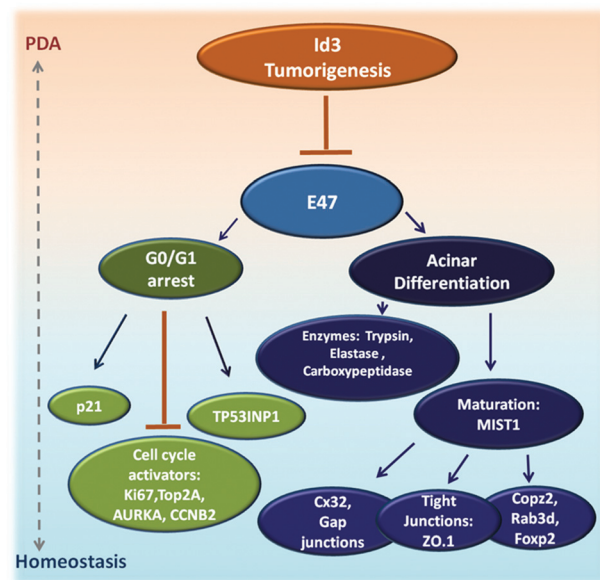 PDA
Id3
Tumorigenesis
E47
G0/G1
arrest
Acinar
Differentiation
Enzymes: Trypsin,
Elastase ,
Carboxypeptidase
p21
TP53INP1
Maturation:
MIST1
Cell cycle
activators:
Ki67,Top2A,
AURKA, CCNB2
Cx32,
Gap
junctions
Tight
Junctions:
ZO.1
Copz2,
Rab3d,
Foxp2
Homeostasis